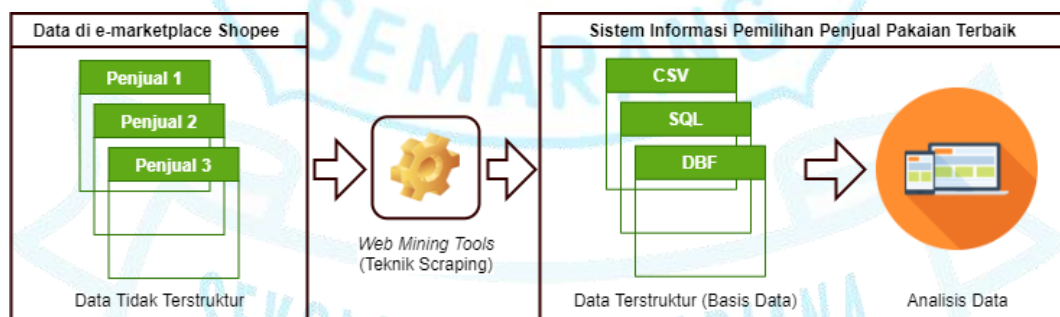 Data di e-marketplace Shopee
Penjual 1
Penjual 2
Penjual 3
Data Tidak Terstruktur
Web Mining Tools
(Teknik Scraping)
Sistem Informasi Pemilihan Penjual Pakaian Terbaik
CSV
SQL
DBF
Data Terstruktur (Basis Data)
Analisis Data
SEMARANG